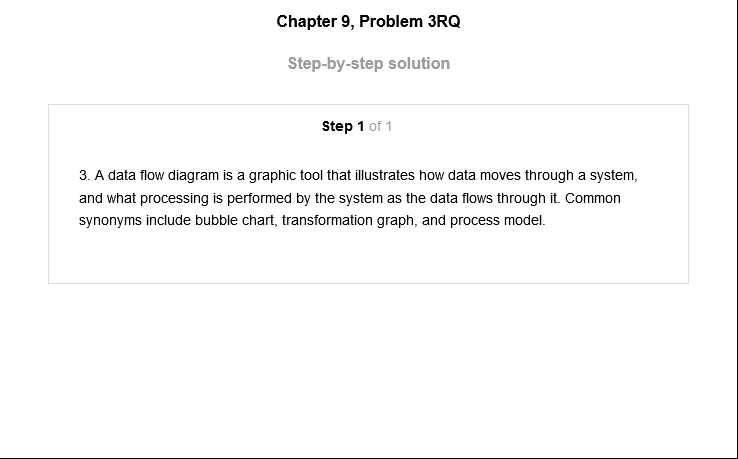 Chapter 9, Problem 3RQ
Step-by-step solution
Step 1 of 1
3. A data flow diagram is a graphic tool that illustrates how data moves through a system,
and what processing is performed by the system as the data flows through it. Common
synonyms include bubble chart, transformation graph, and process model.